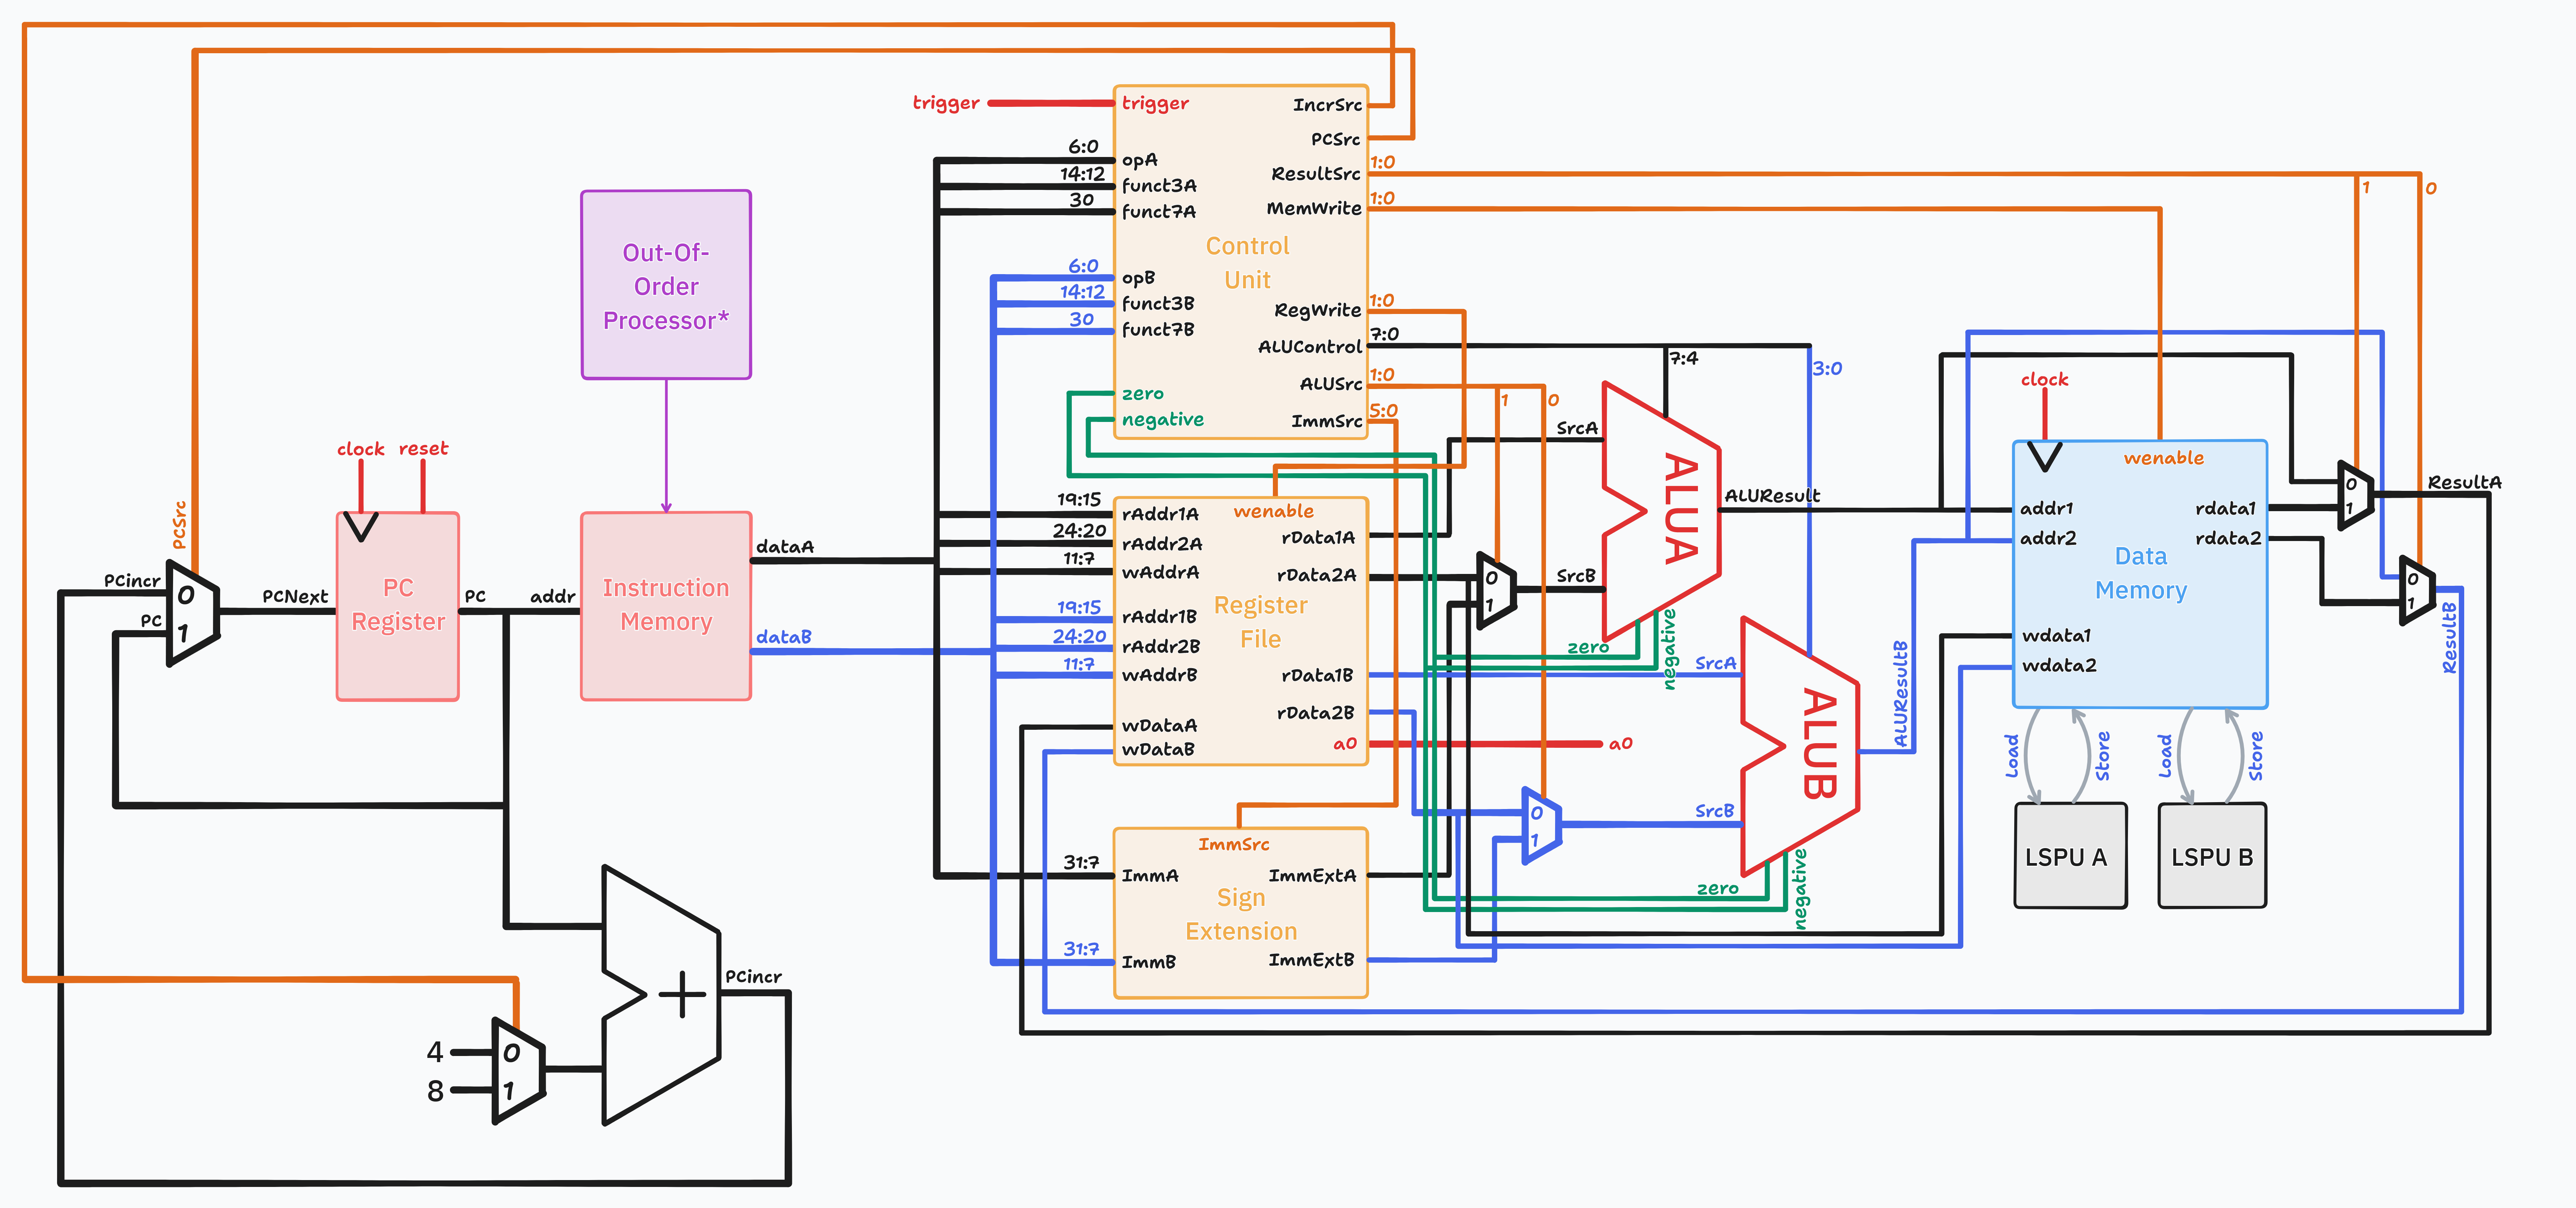 trigger
trigger
IncrSrc
PCSrc
6:0
opA
14:12
funct3A
30
funct7A
1:0
ResultSrc
1:0
MemWrite
1
0
Control
Unit
6:0
opB
14:12
funct3B
30
funct7B
1:0
RegWrite
7:0
ALUControl
7:4
3:0
1:0
ALUSrc
1
0
5:0
ImmSrc
zero
negative
Out-Of-
Order
Processor*
clock
reset
PCSrc
PCincr
0
PC
1
PCNext
PC
Register
PC
addr
Instruction
Memory
dataA
dataB
19:15
rAddr1A
24:20
rAddr2A
11:7
wAddrA
19:15
rAddr1B
24:20
rAddr2B
11:7
wAddrB
wDataA
wDataB
wenable
rData1A
rData2A
Register
File
rData1B
rData2B
a0
a0
SrcA
0
1
SrcB
ALUA
ALUResult
zero
negative
SrcA
0
1
SrcB
ALUB
ALUResultB
zero
negative
ImmSrc
31:7
ImmA
ImmExtA
Sign
Extension
31:7
ImmB
ImmExtB
clock
wenable
addr1
addr2
rdata1
rdata2
Data
Memory
wdata1
wdata2
0
1
ResultA
0
1
ResultB
Load
Store
Load
Store
LSPU A
LSPU B
PCincr
+
4
8
0
1